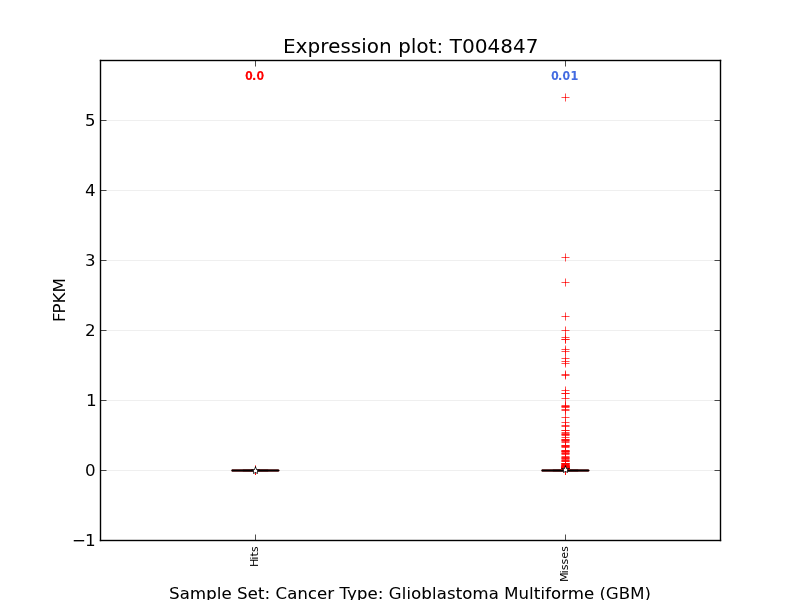 Expression plot: T004847
0.0
0.01
5
4
3
2
1
0
−1
FPKM
Hits
Misses
Sample Set: Cancer Type: Glioblastoma Multiforme (GBM)